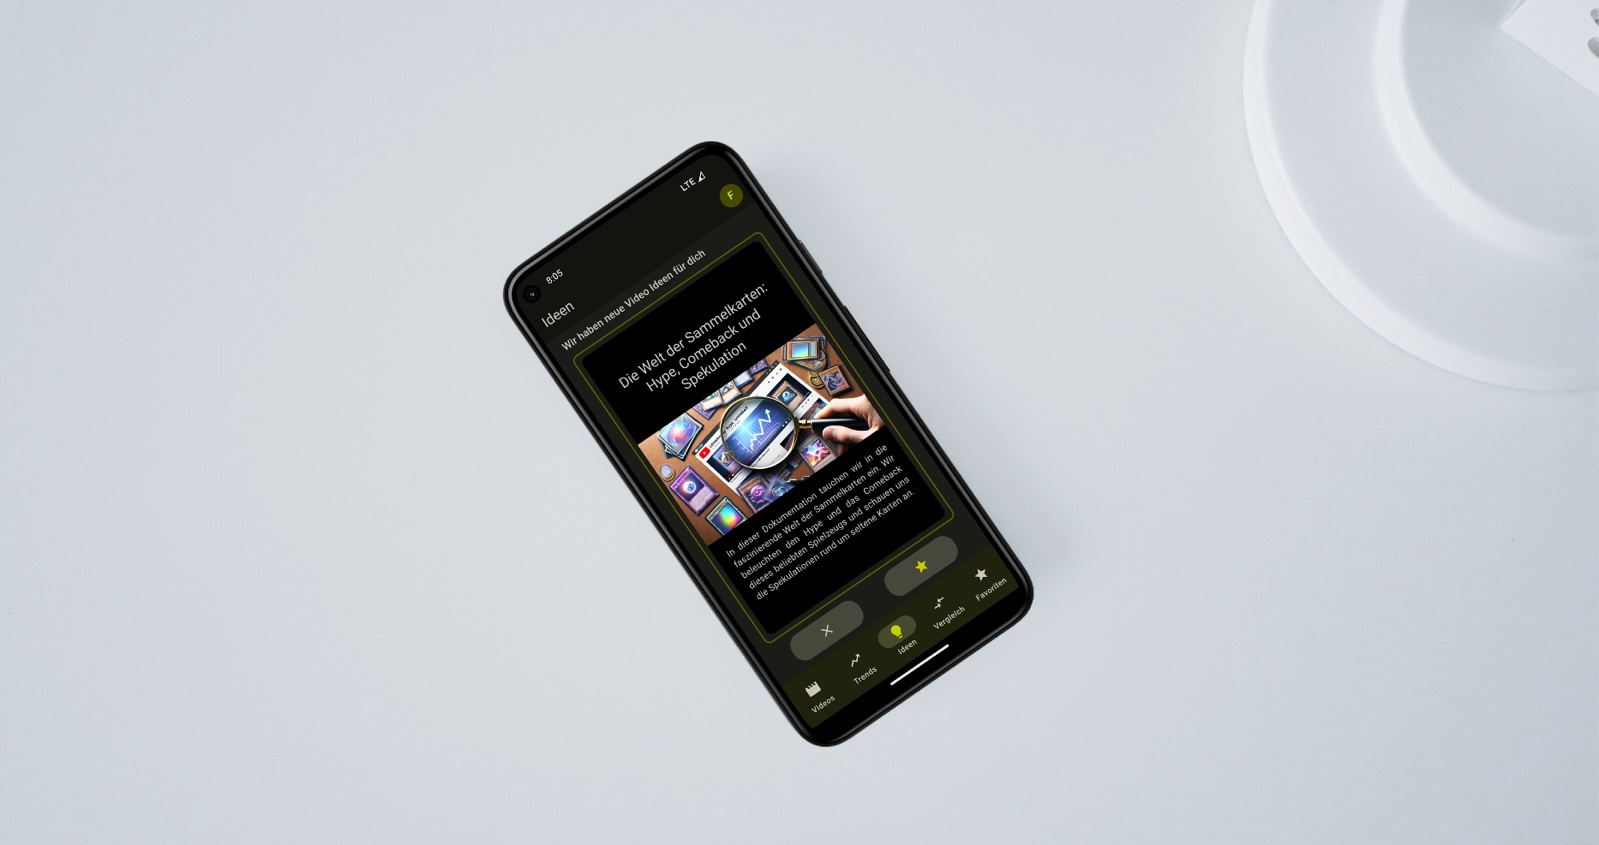 8:05
LTE
F
Ideen
Wir haben neue Video Ideen für dich
Die Welt der Sammelkarten:
Hype, Comeback und
Spekulation
In dieser Dokumentation tauchen wir in die
faszinierende Welt der Sammelkarten ein. Wir
beleuchten den Hype und das Comeback
dieses beliebten Spielzeugs und schauen uns
die Spekulationen rund um seltene Karten an.
Videos
Trends
Ideen
Vergleich
Favoriten